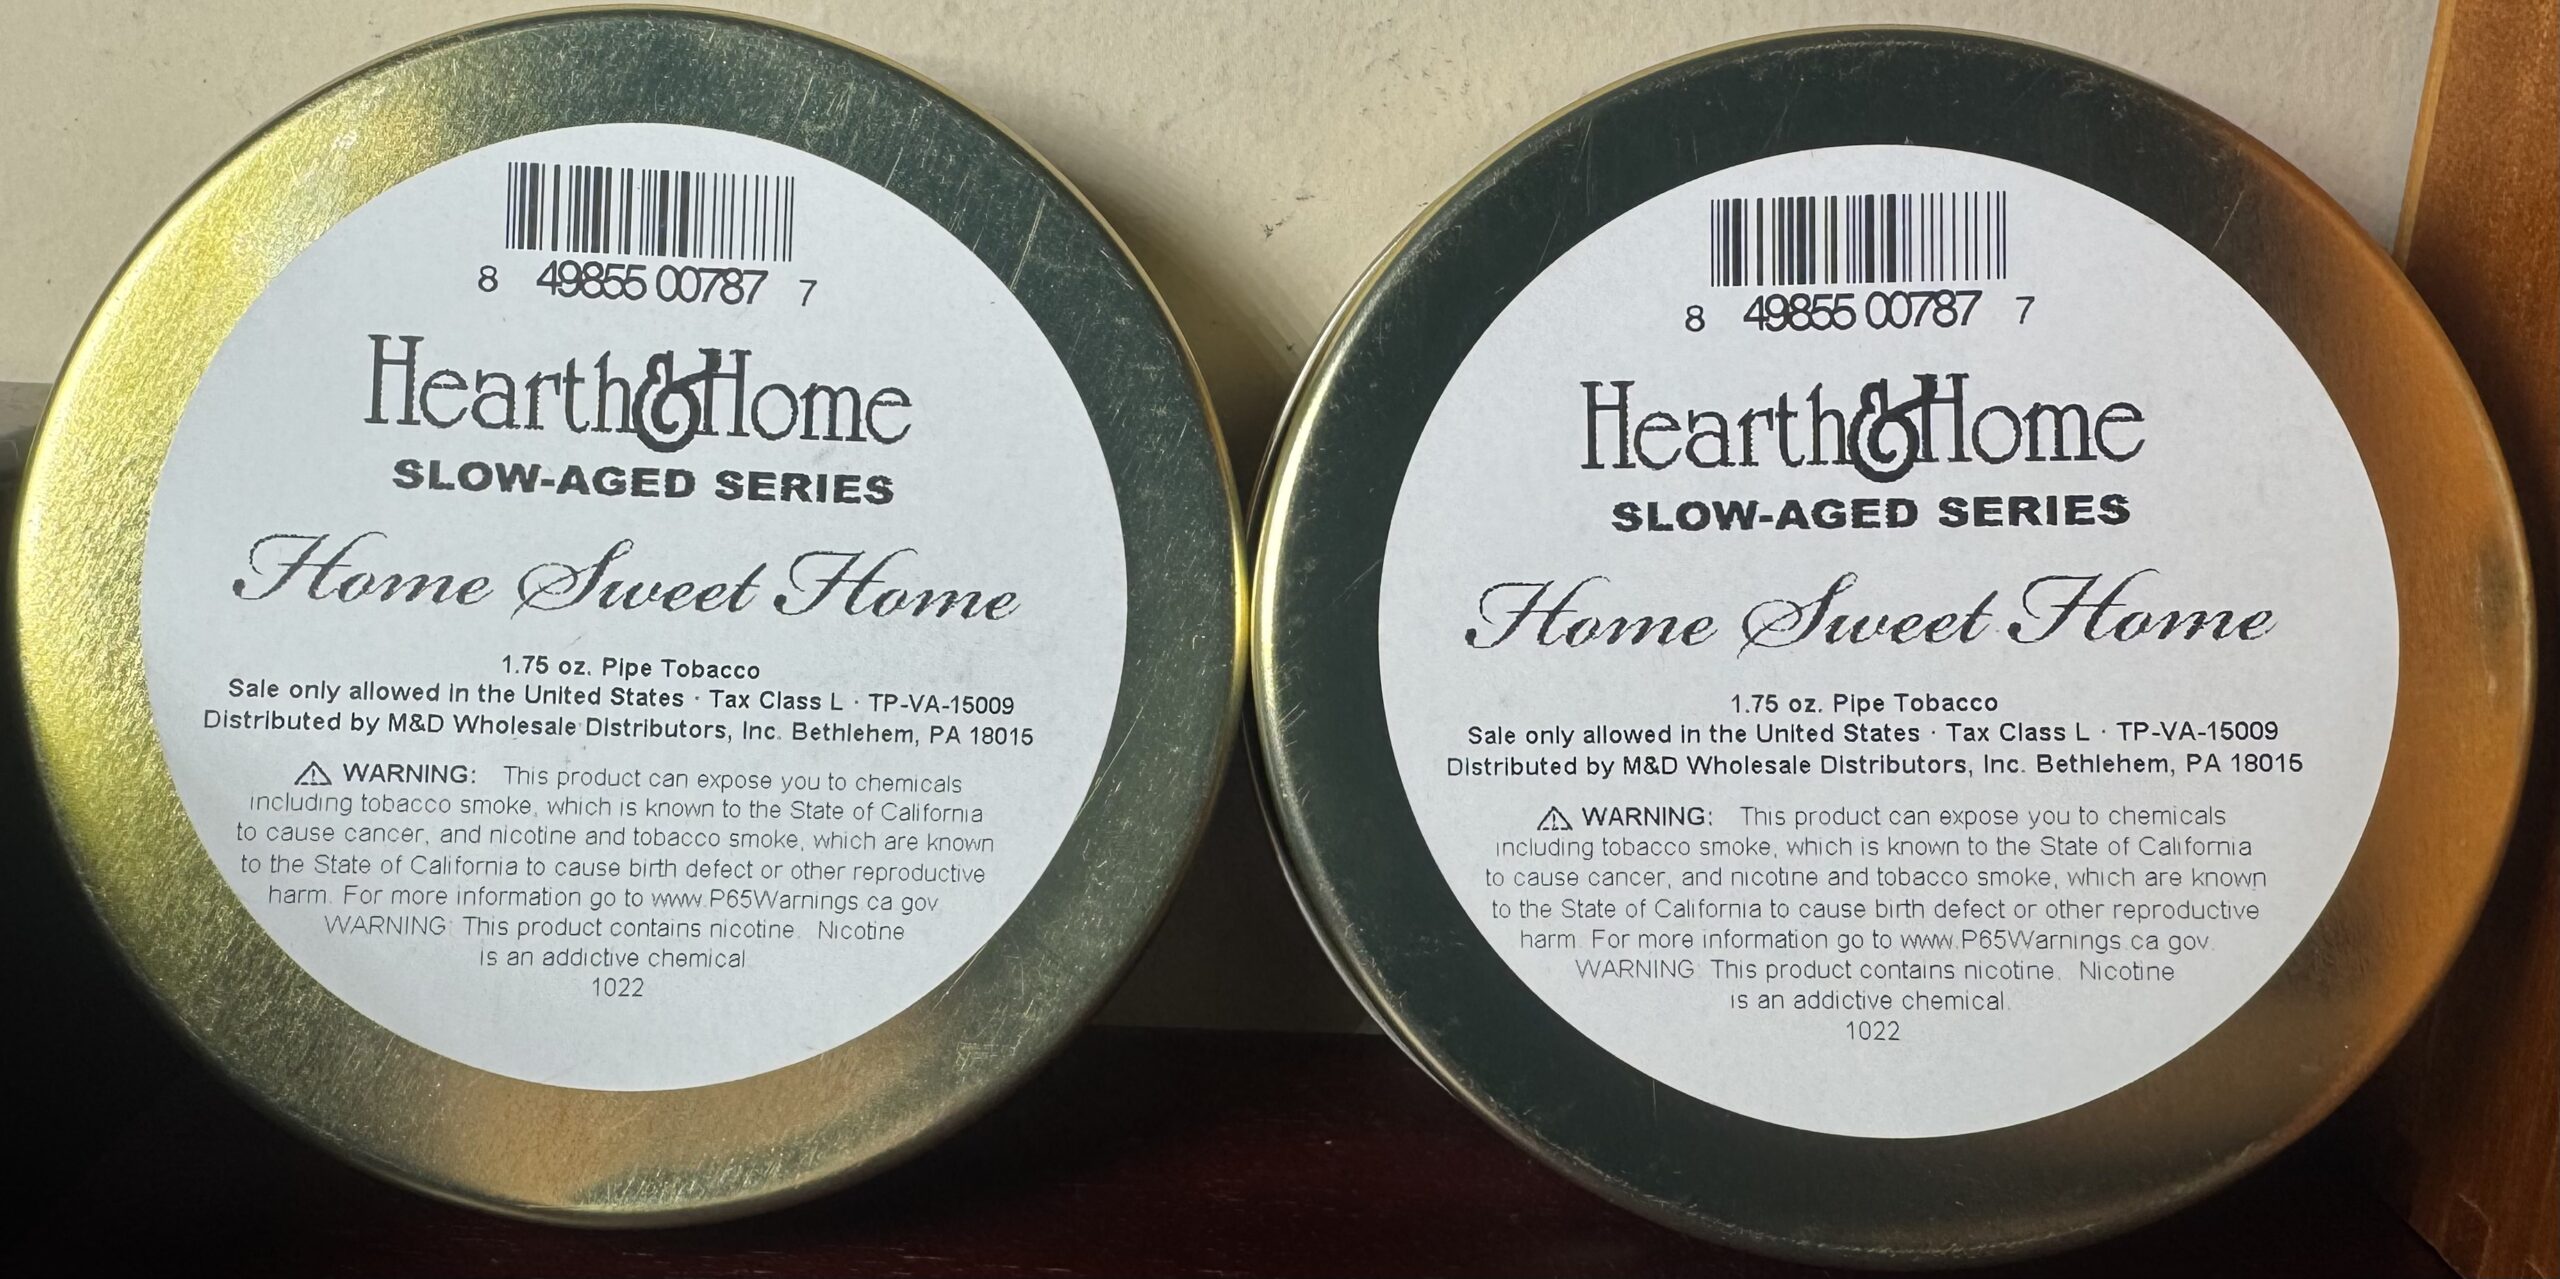 8 49855 00787 7
Hearth & Home
SLOW-AGED SERIES
Home Sweet Home
1.75 oz. Pipe Tobacco
Sale only allowed in the United States · Tax Class L · TP-VA-15009
Distributed by M&D Wholesale Distributors, Inc. Bethlehem, PA 18015
⚠ WARNING: This product can expose you to chemicals
including tobacco smoke, which is known to the State of California
to cause cancer, and nicotine and tobacco smoke, which are known
to the State of California to cause birth defect or other reproductive
harm. For more information go to www.P65Warnings.ca.gov.
WARNING: This product contains nicotine. Nicotine
is an addictive chemical.
1022
8 49855 00787 7
Hearth & Home
SLOW-AGED SERIES
Home Sweet Home
1.75 oz. Pipe Tobacco
Sale only allowed in the United States · Tax Class L · TP-VA-15009
Distributed by M&D Wholesale Distributors, Inc. Bethlehem, PA 18015
⚠ WARNING: This product can expose you to chemicals
including tobacco smoke, which is known to the State of California
to cause cancer, and nicotine and tobacco smoke, which are known
to the State of California to cause birth defect or other reproductive
harm. For more information go to www.P65Warnings.ca.gov.
WARNING: This product contains nicotine. Nicotine
is an addictive chemical.
1022